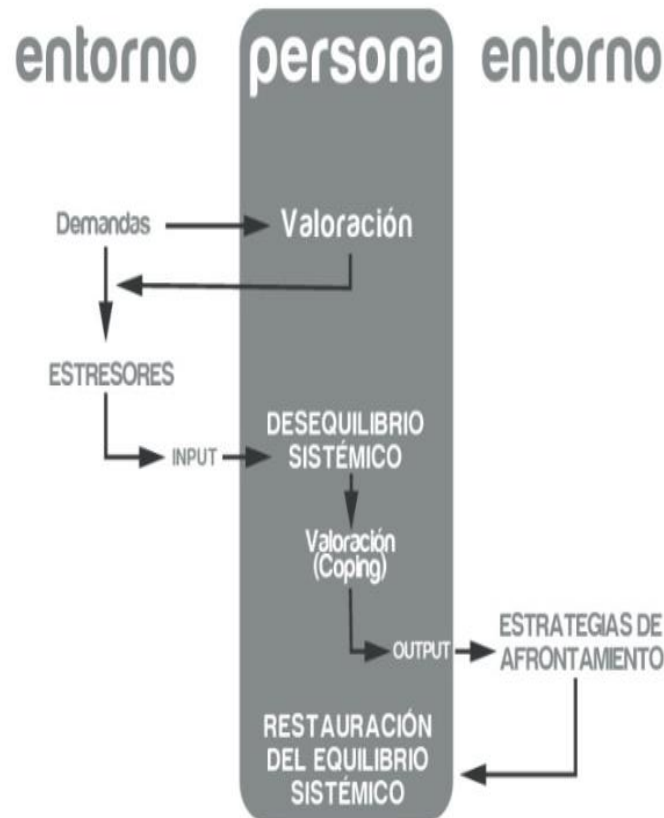 entorno persona entorno
Demandas Valoración
ESTRESORES
DESEQUILIBRIO
SISTÉMICO
INPUT
Valoración
(Coping)
OUTPUT
ESTRATEGIAS DE
AFRONTAMIENTO
RESTAURACIÓN
DEL EQUILIBRIO
SISTÉMICO